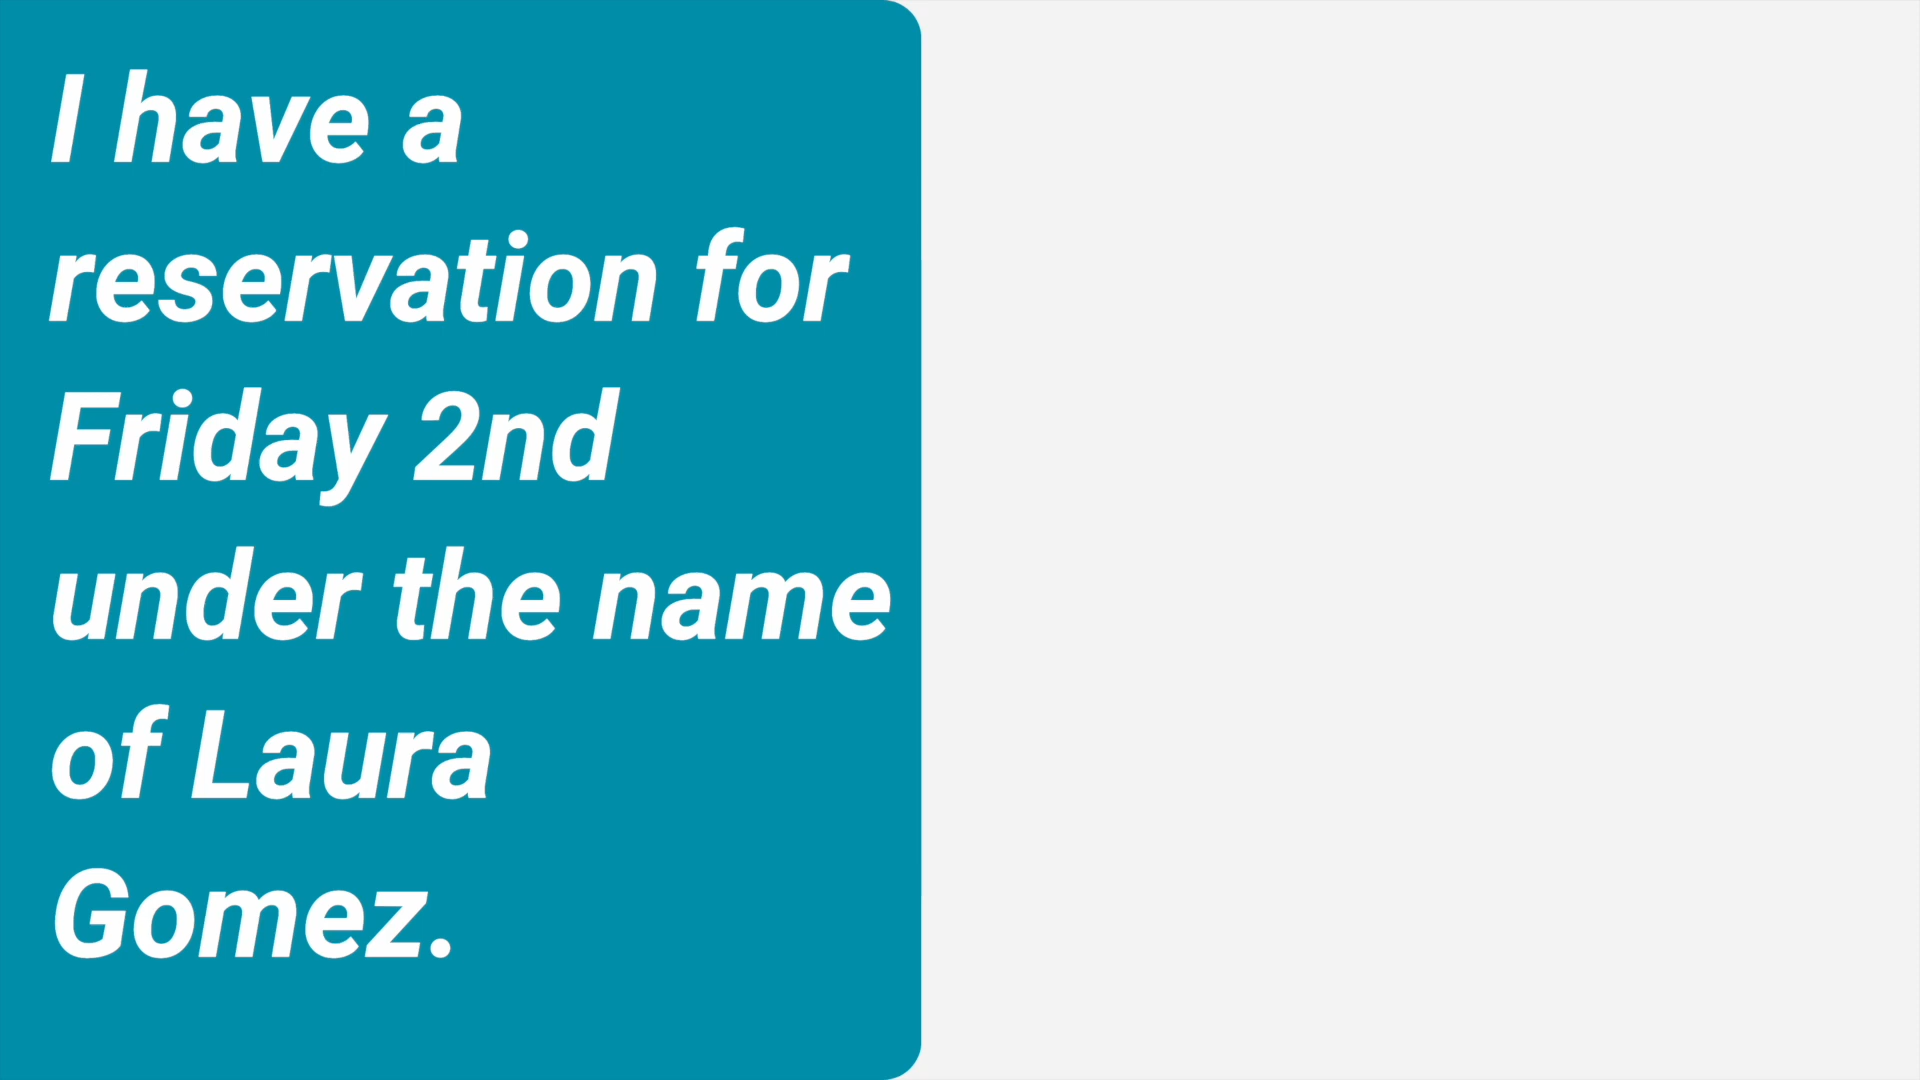 I have a
reservation for
Friday 2nd
under the name
of Laura
Gomez.